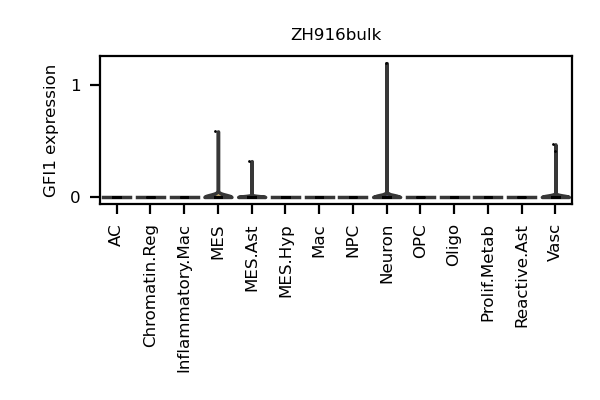 ZH916bulk
GFI1 expression
1
0
AC
Chromatin.Reg
Inflammatory.Mac
MES
MES.Ast
MES.Hyp
Mac
NPC
Neuron
OPC
Oligo
Prolif.Metab
Reactive.Ast
Vasc